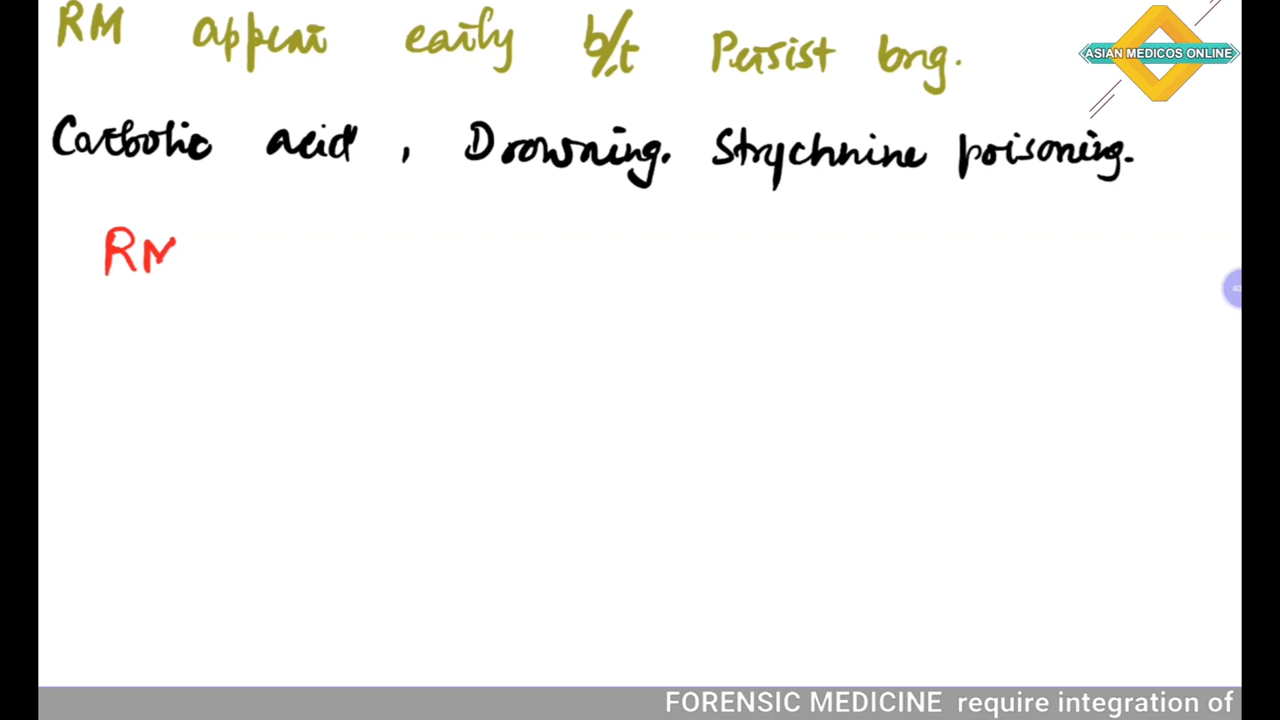 RM appear early b/t Persist long.
ASIAN MEDICOS ONLINE
Carbolic acid, Drowning. Strychnine poisoning.
RM
40
FORENSIC MEDICINE require integration of